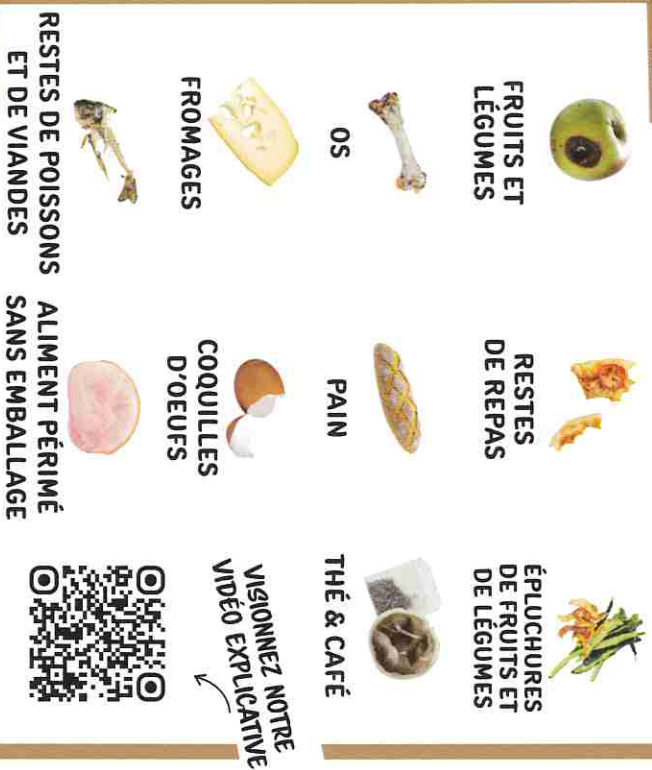 FRUITS ET
LÉGUMES
RESTES
DE REPAS
ÉPLUCHURES
DE FRUITS ET
DE LÉGUMES
OS
PAIN
THÉ & CAFÉ
FROMAGES
COQUILLES
D'OEUFS
VISIONNEZ NOTRE
VIDÉO EXPLICATIVE
RESTES DE POISSONS
ET DE VIANDES
ALIMENT PÉRIMÉ
SANS EMBALLAGE